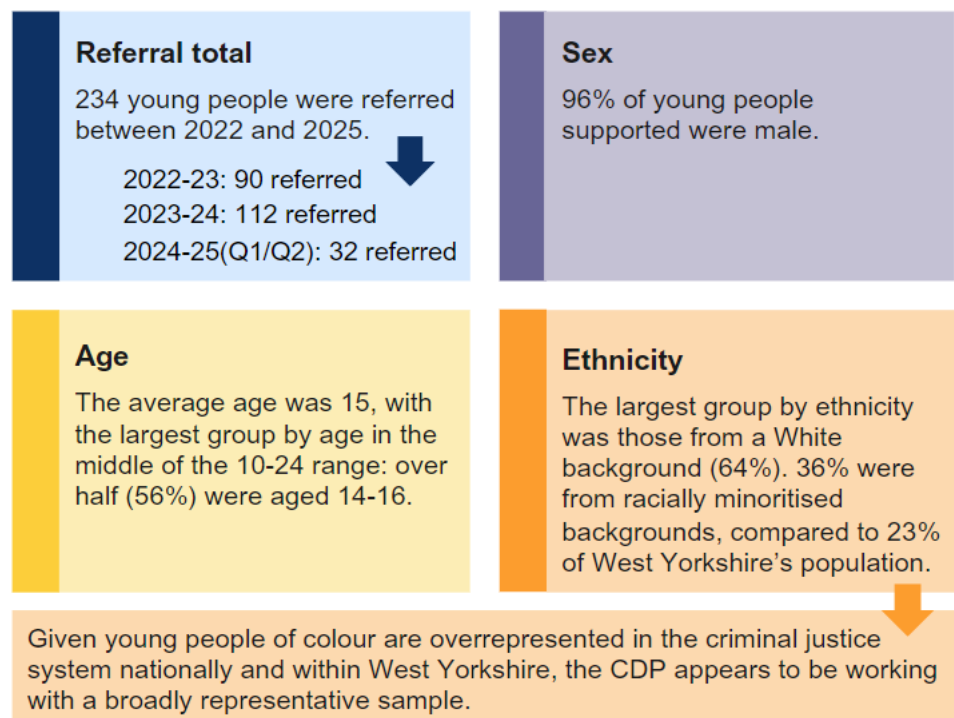 Referral total
234 young people were referred
between 2022 and 2025.
2022-23: 90 referred
2023-24: 112 referred
2024-25(Q1/Q2): 32 referred
Sex
96% of young people
supported were male.
Age
The average age was 15, with
the largest group by age in the
middle of the 10-24 range: over
half (56%) were aged 14-16.
Ethnicity
The largest group by ethnicity
was those from a White
background (64%). 36% were
from racially minoritised
backgrounds, compared to 23%
of West Yorkshire’s population.
Given young people of colour are overrepresented in the criminal justice
system nationally and within West Yorkshire, the CDP appears to be working
with a broadly representative sample.